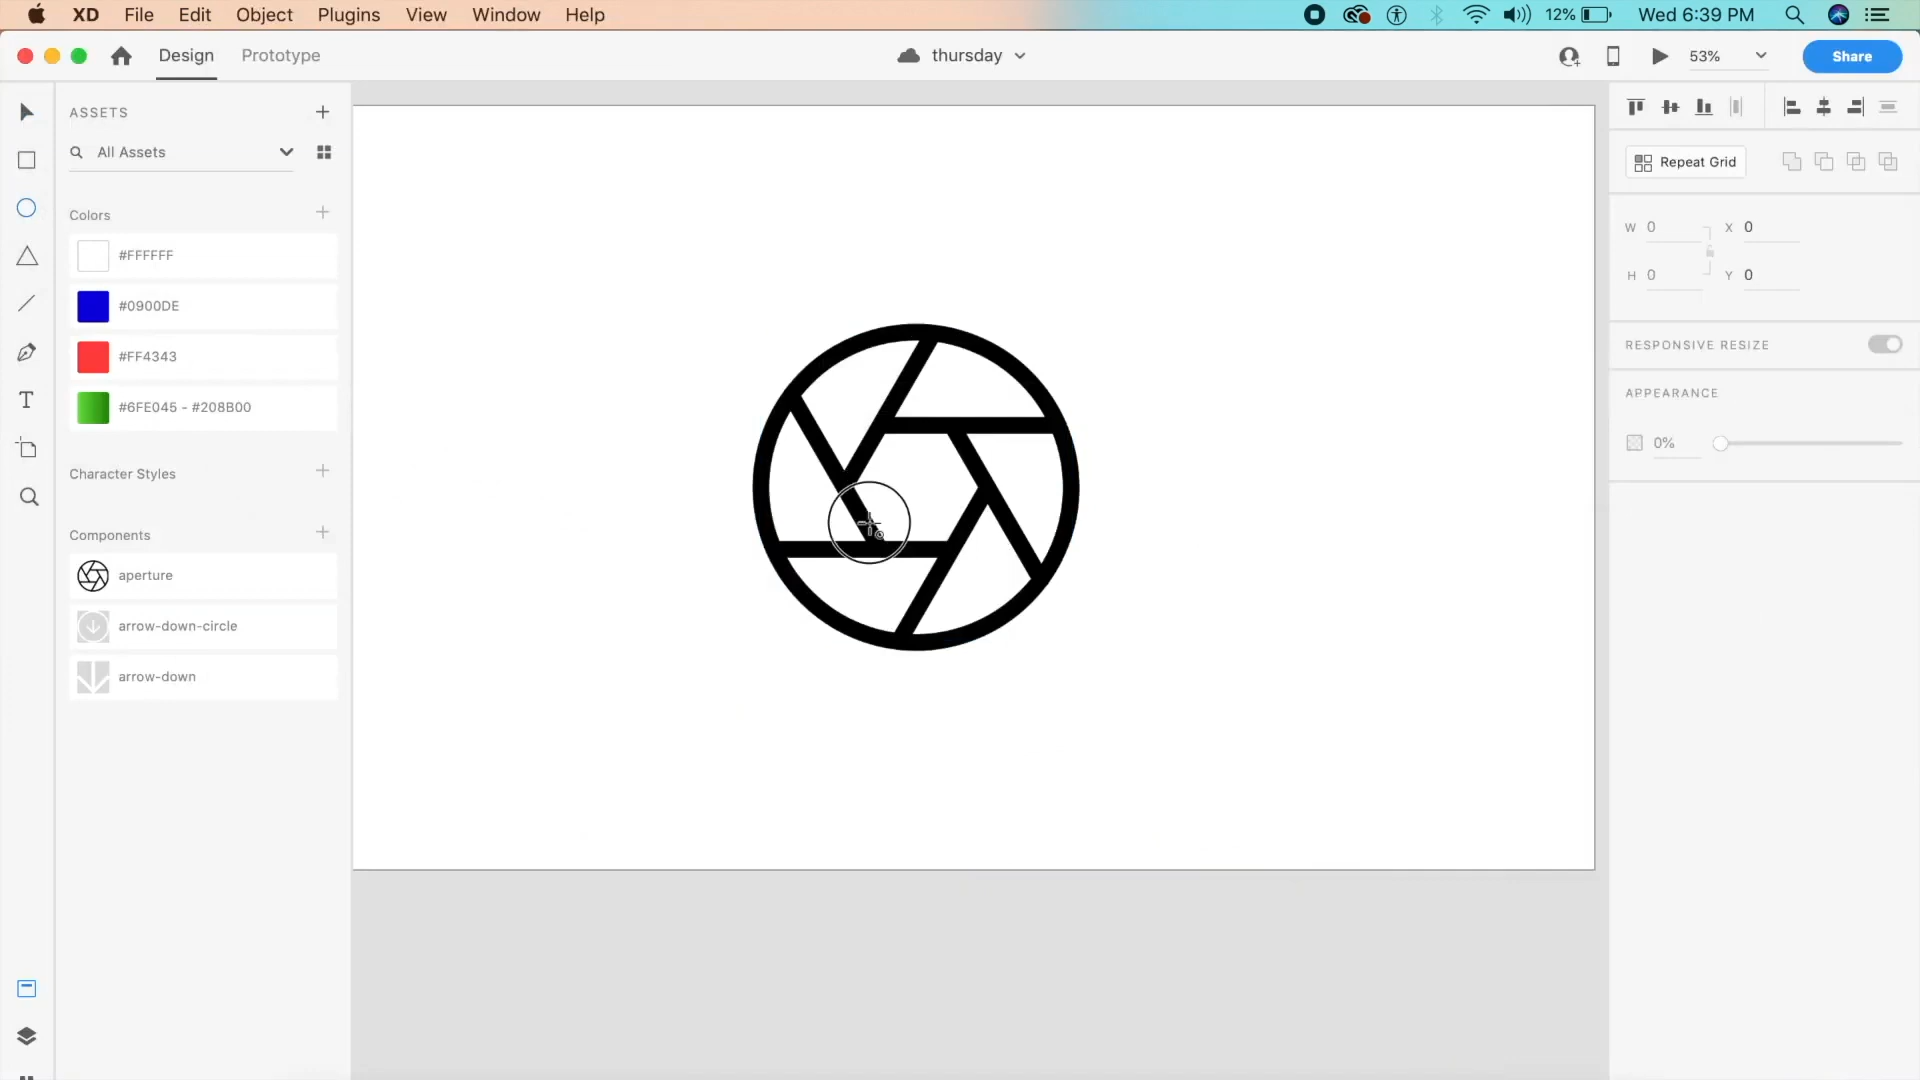 XD File Edit Object Plugins View Window Help 12% Wed 6:39 PM
Design Prototype thursday 53% Share
ASSETS
All Assets
Colors
#FFFFFF
#0900DE
#FF4343
#6FE045 - #208B00
Character Styles
Components
aperture
arrow-down-circle
arrow-down
Repeat Grid
W 0 X 0
H 0 Y 0
RESPONSIVE RESIZE
APPEARANCE
0%